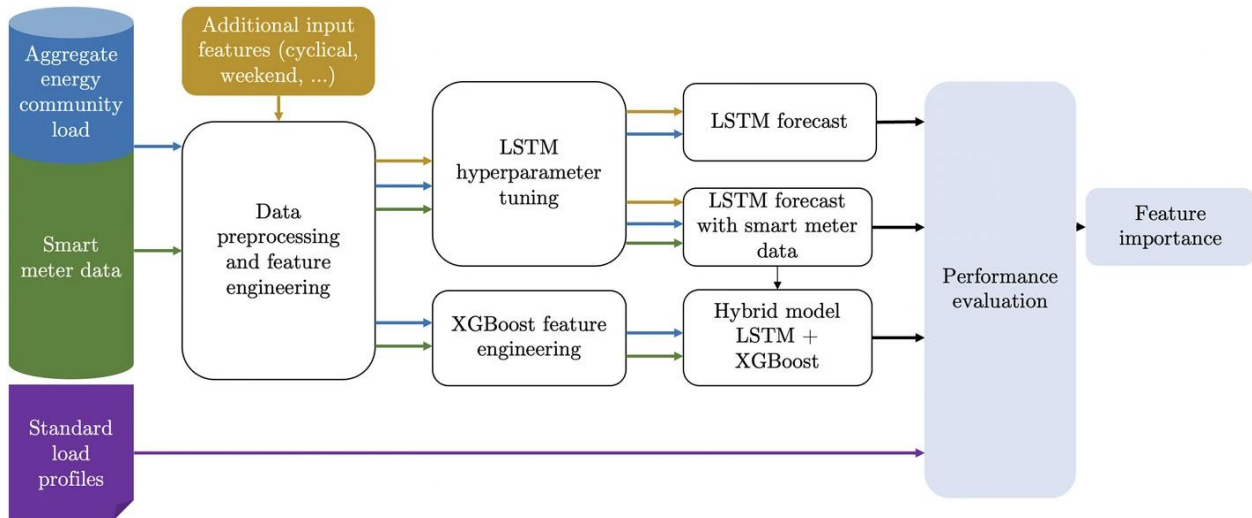 Aggregate
energy
community
load
Smart
meter data
Standard
load
profiles
Additional input
features (cyclical,
weekend, ...)
Data
preprocessing
and feature
engineering
LSTM
hyperparameter
tuning
XGBoost feature
engineering
LSTM forecast
LSTM forecast
with smart meter
data
Hybrid model
LSTM +
XGBoost
Performance
evaluation
Feature
importance